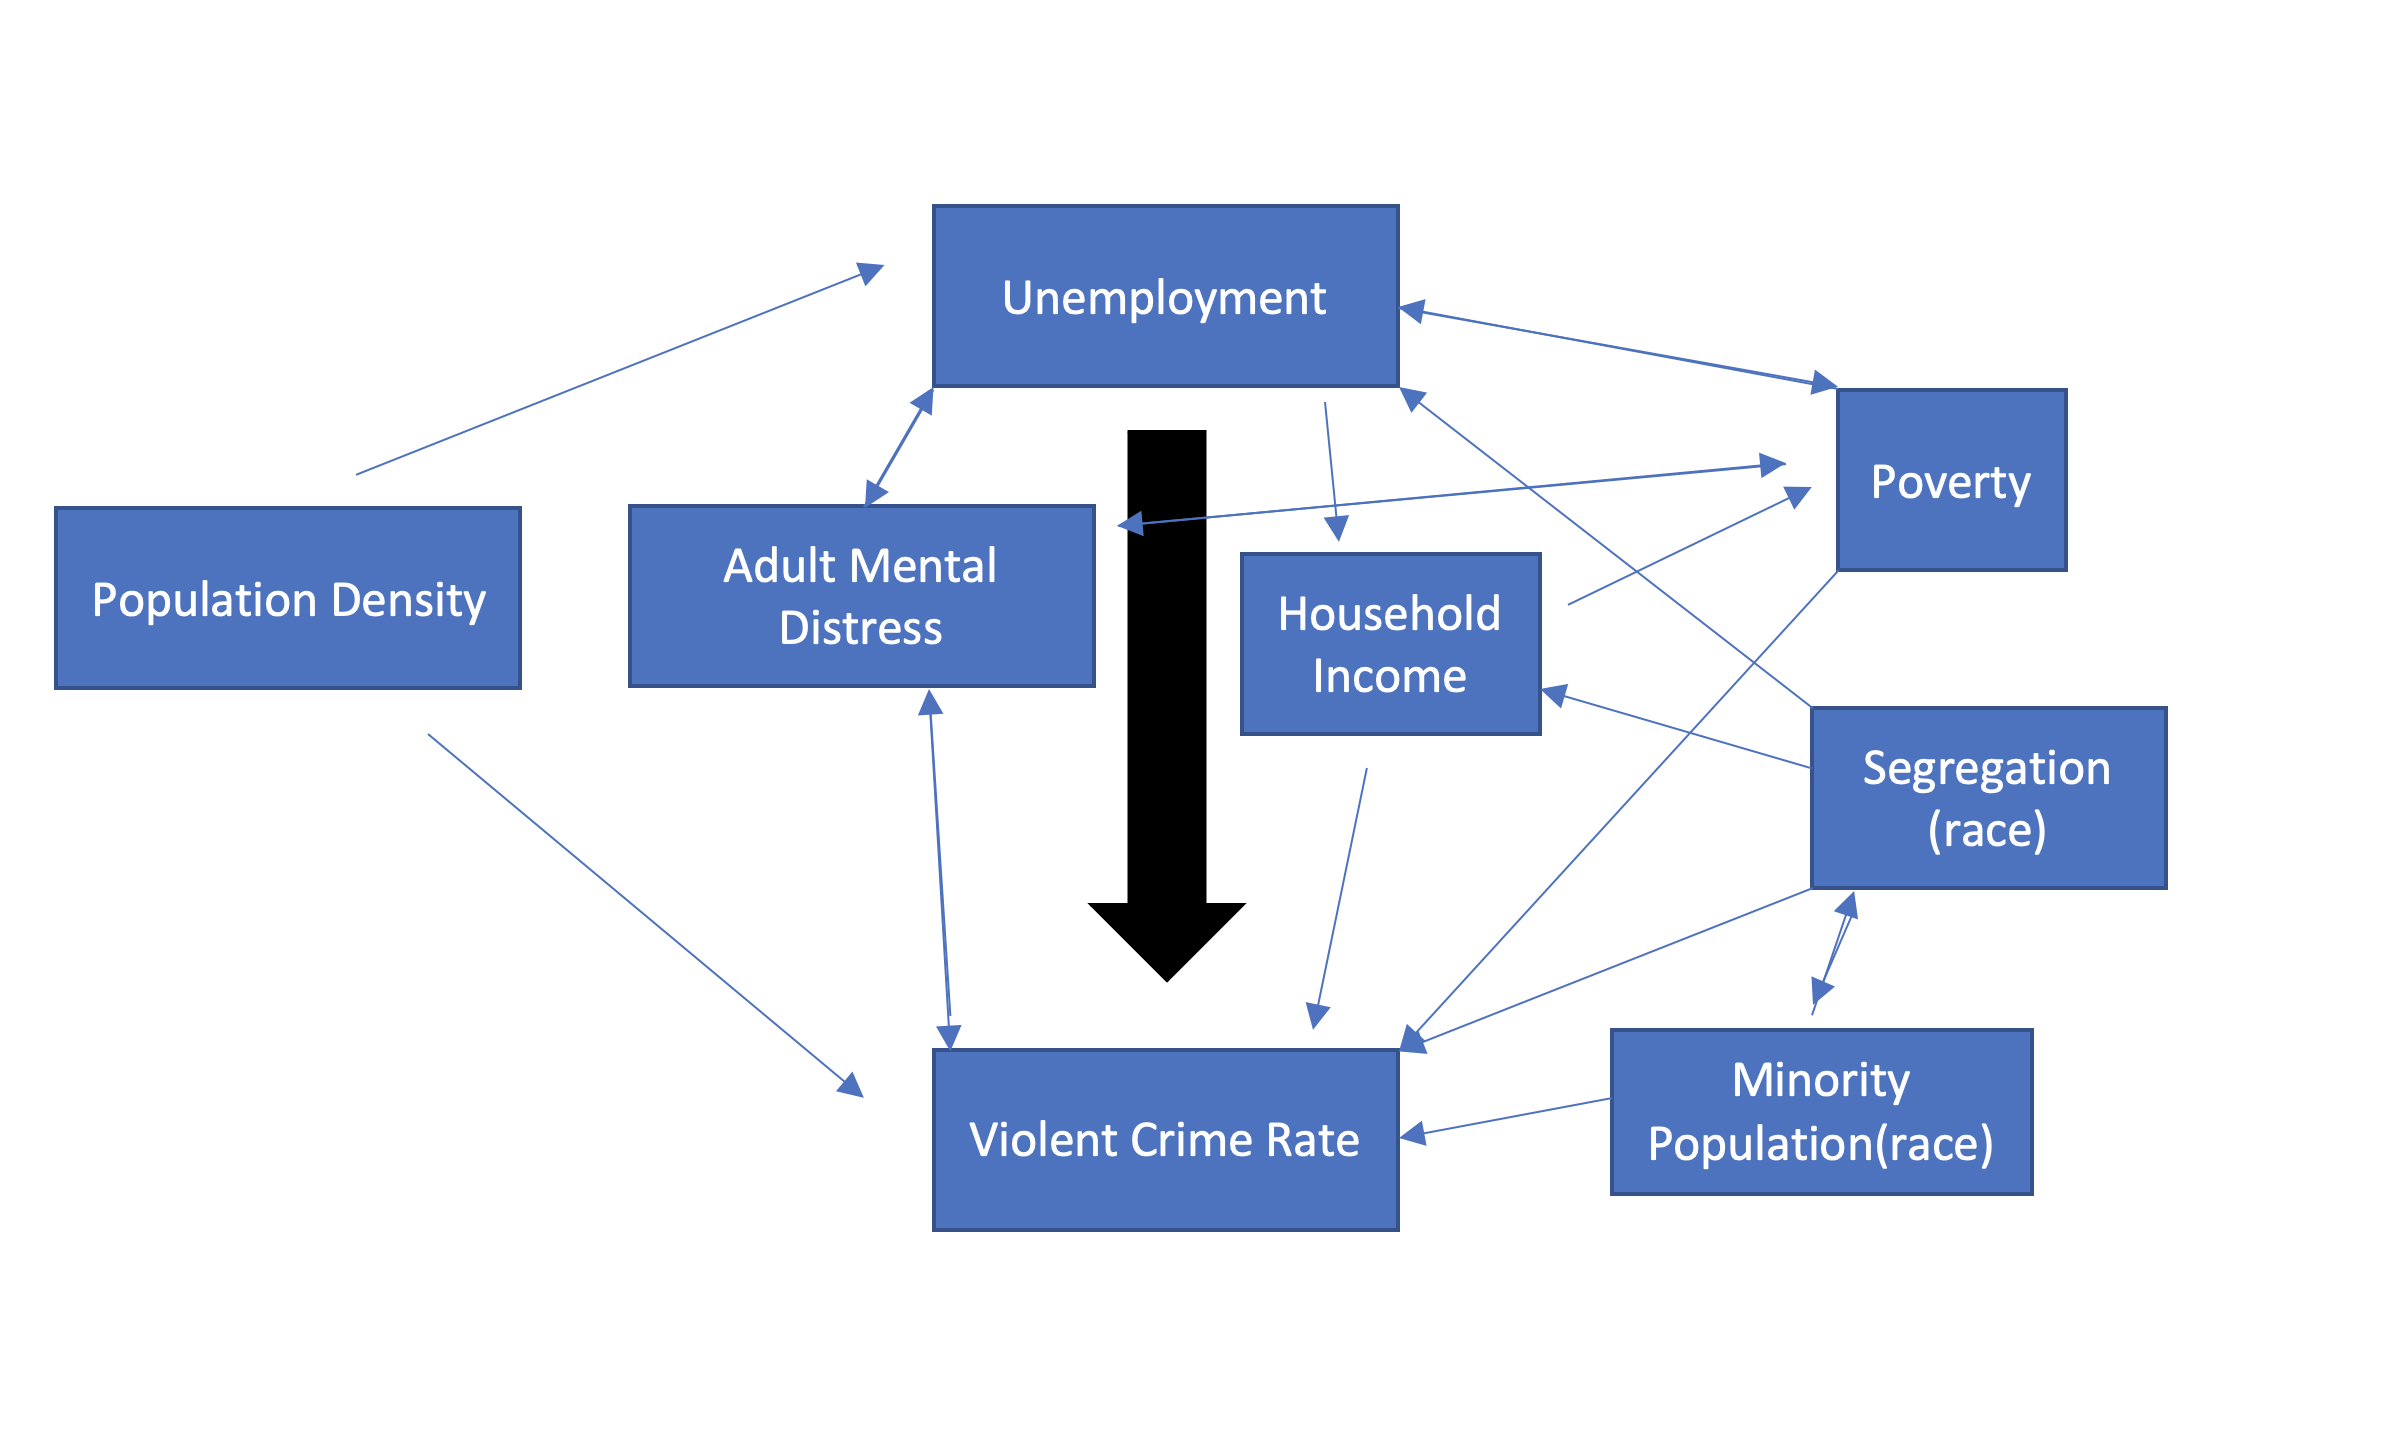 Unemployment
Poverty
Population Density
Adult Mental
Distress
Household
Income
Segregation
(race)
Minority
Population(race)
Violent Crime Rate